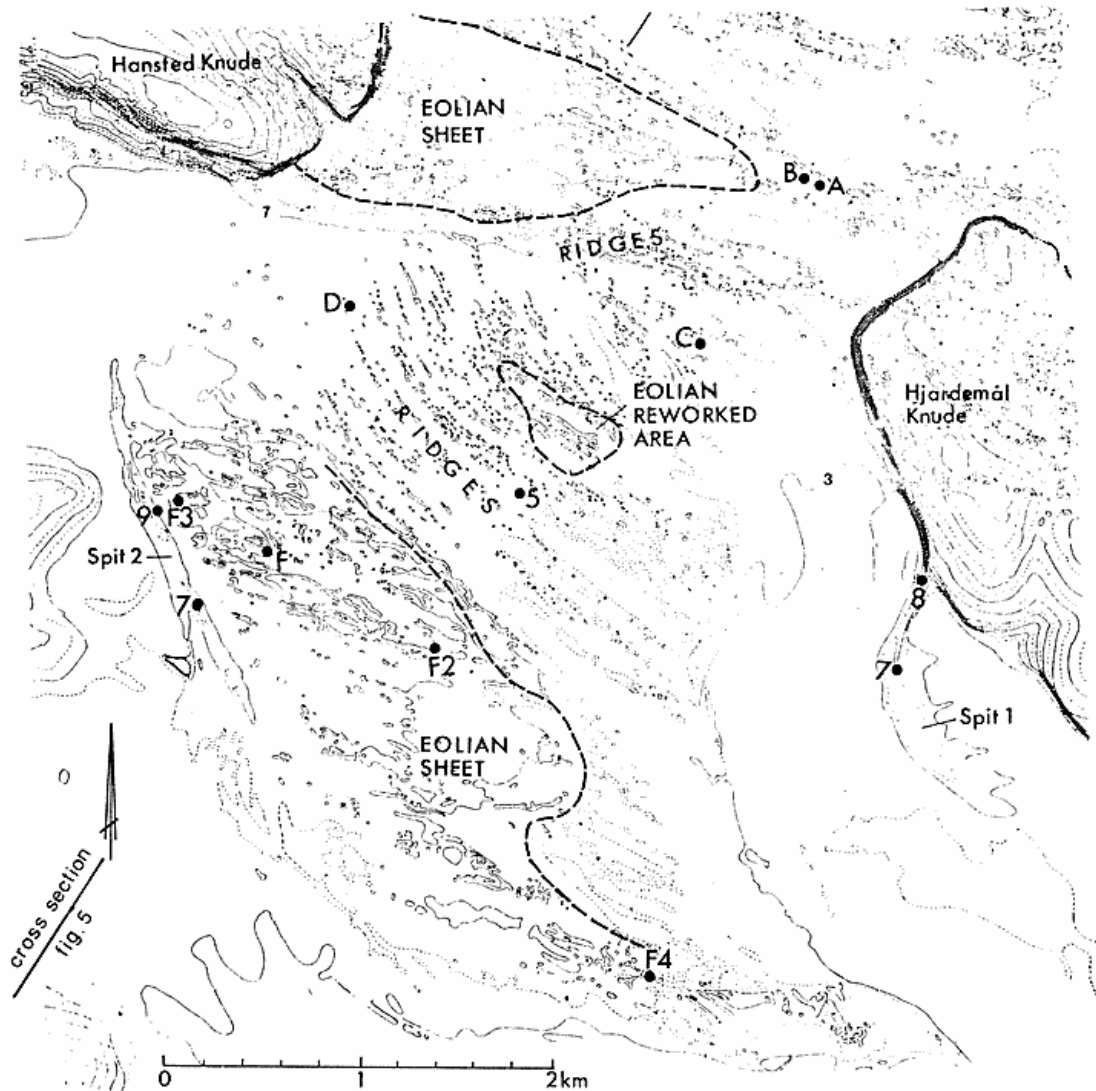 Hansted Knude
EOLIAN
SHEET
B
A
7
RIDGES
D
C
EOLIAN
REWORKED
AREA
Hjardemål
Knude
RIDGES
3
5
9
F3
Spit 2
F
8
7
F2
7
Spit 1
EOLIAN
SHEET
cross section
fig. 5
F4
0 1 2km